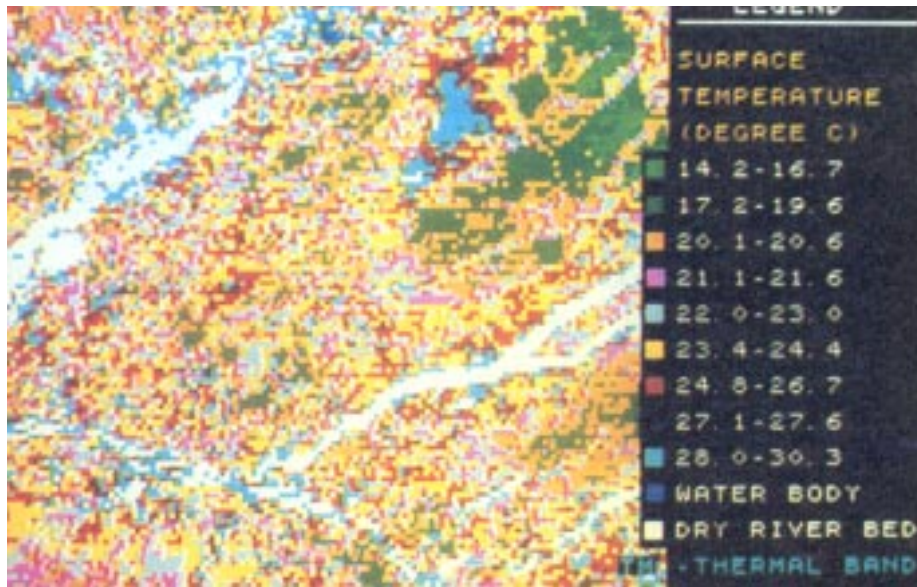 LEGEND
SURFACE
TEMPERATURE
(DEGREE C)
14. 2-16. 7
17. 2-19. 6
20. 1-20. 6
21. 1-21. 6
22. 0-23. 0
23. 4-24. 4
24. 8-26. 7
27. 1-27. 6
28. 0-30. 3
WATER BODY
DRY RIVER BED
TM -THERMAL BAND